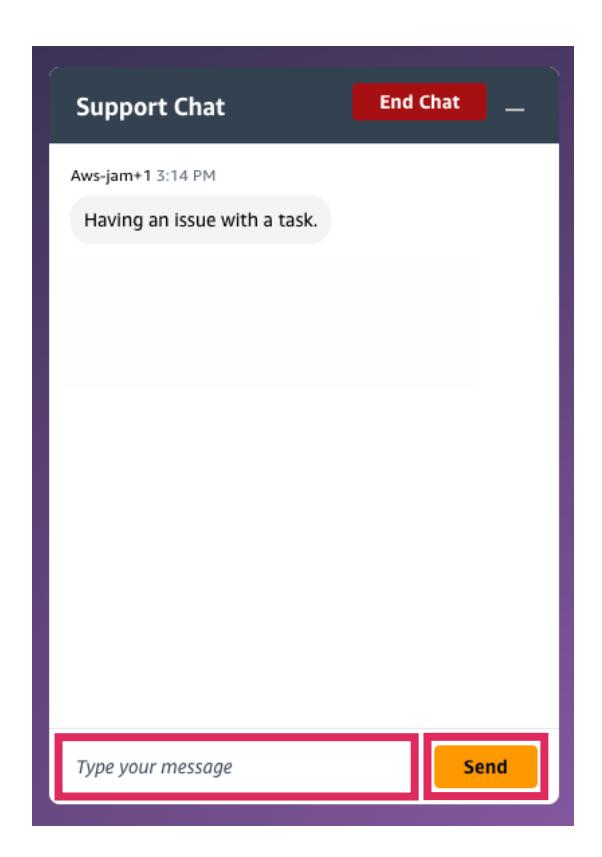 Support Chat
End Chat
Aws-jam+1 3:14 PM
Having an issue with a task.
Type your message
Send